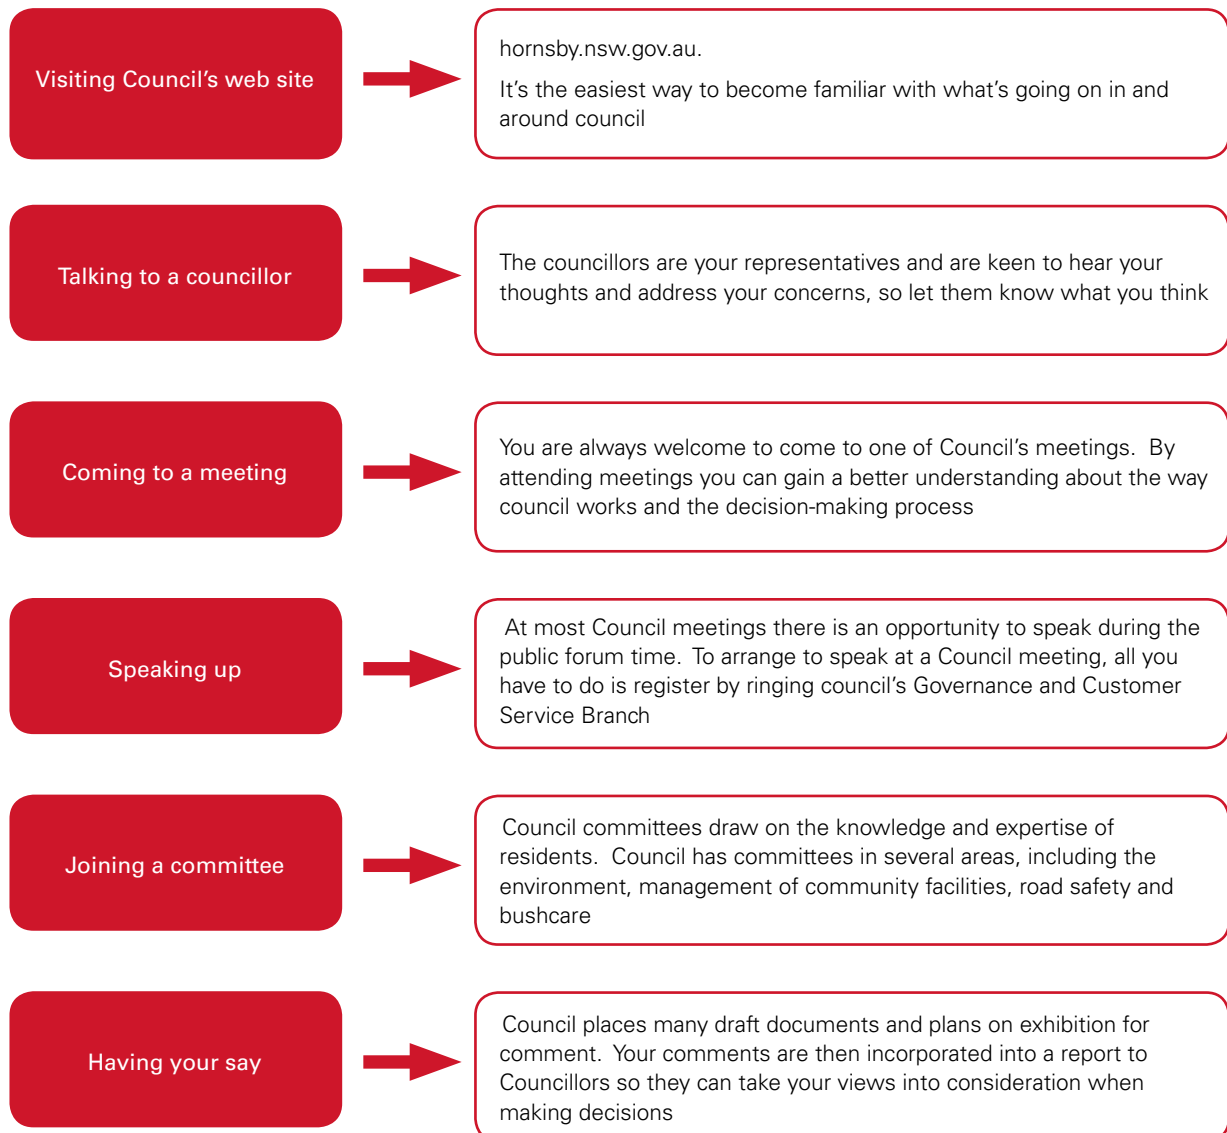 Visiting Council’s web site
hornsby.nsw.gov.au.
It’s the easiest way to become familiar with what’s going on in and
around council
Talking to a councillor
The councillors are your representatives and are keen to hear your
thoughts and address your concerns, so let them know what you think
Coming to a meeting
You are always welcome to come to one of Council’s meetings.  By
attending meetings you can gain a better understanding about the way
council works and the decision-making process
Speaking up
At most Council meetings there is an opportunity to speak during the
public forum time.  To arrange to speak at a Council meeting, all you
have to do is register by ringing council’s Governance and Customer
Service Branch
Joining a committee
Council committees draw on the knowledge and expertise of
residents.  Council has committees in several areas, including the
environment, management of community facilities, road safety and
bushcare
Having your say
Council places many draft documents and plans on exhibition for
comment.  Your comments are then incorporated into a report to
Councillors so they can take your views into consideration when
making decisions